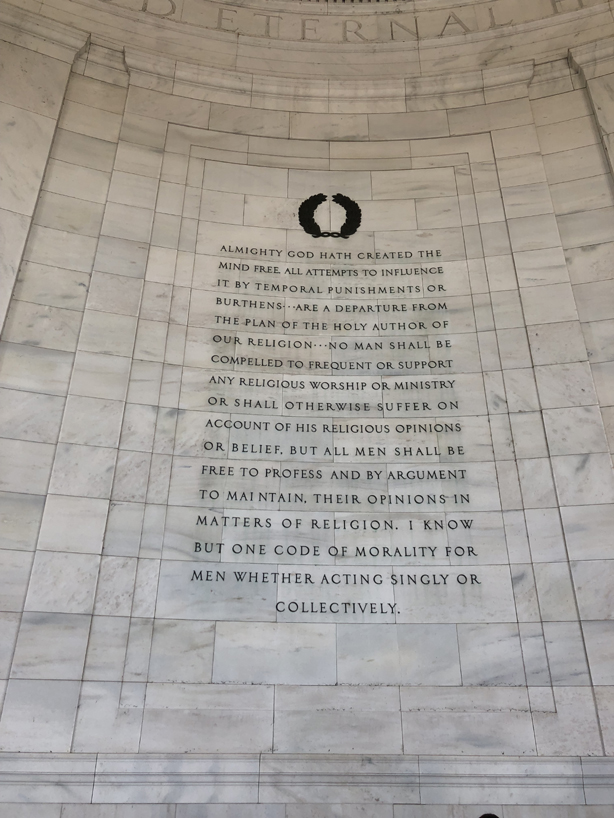 D ETERNAL H
ALMIGHTY GOD HATH CREATED THE
MIND FREE. ALL ATTEMPTS TO INFLUENCE
IT BY TEMPORAL PUNISHMENTS OR
BURTHENS···ARE A DEPARTURE FROM
THE PLAN OF THE HOLY AUTHOR OF
OUR RELIGION···NO MAN SHALL BE
COMPELLED TO FREQUENT OR SUPPORT
ANY RELIGIOUS WORSHIP OR MINISTRY
OR SHALL OTHERWISE SUFFER ON
ACCOUNT OF HIS RELIGIOUS OPINIONS
OR BELIEF, BUT ALL MEN SHALL BE
FREE TO PROFESS AND BY ARGUMENT
TO MAINTAIN, THEIR OPINIONS IN
MATTERS OF RELIGION. I KNOW
BUT ONE CODE OF MORALITY FOR
MEN WHETHER ACTING SINGLY OR
COLLECTIVELY.